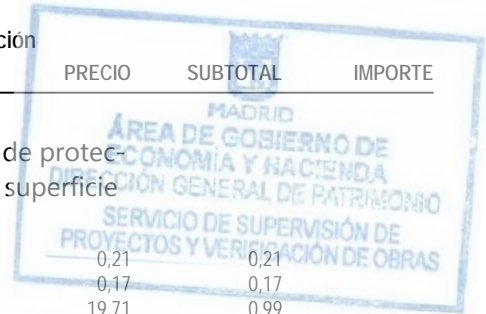 ción
PRECIO SUBTOTAL IMPORTE
MADRID
ÁREA DE GOBIERNO DE
ECONOMÍA Y HACIENDA
DIRECCIÓN GENERAL DE PATRIMONIO
SERVICIO DE SUPERVISIÓN DE
PROYECTOS Y VERIFICACIÓN DE OBRAS
de protec-
superficie
0,21 0,21
0,17 0,17
19,71 0,99